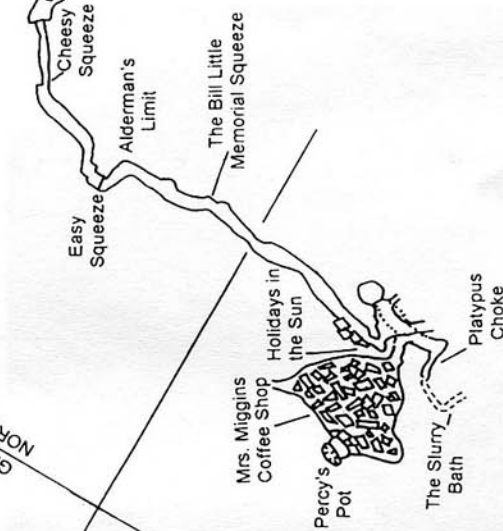 Cheesy
Squeeze
Alderman's
Limit
The Bill Little
Memorial Squeeze
Easy
Squeeze
Holidays in
the Sun
Mrs. Miggins
Coffee Shop
Percy's
Pot
The Slurry
Bath
Platypus
Choke
NOR